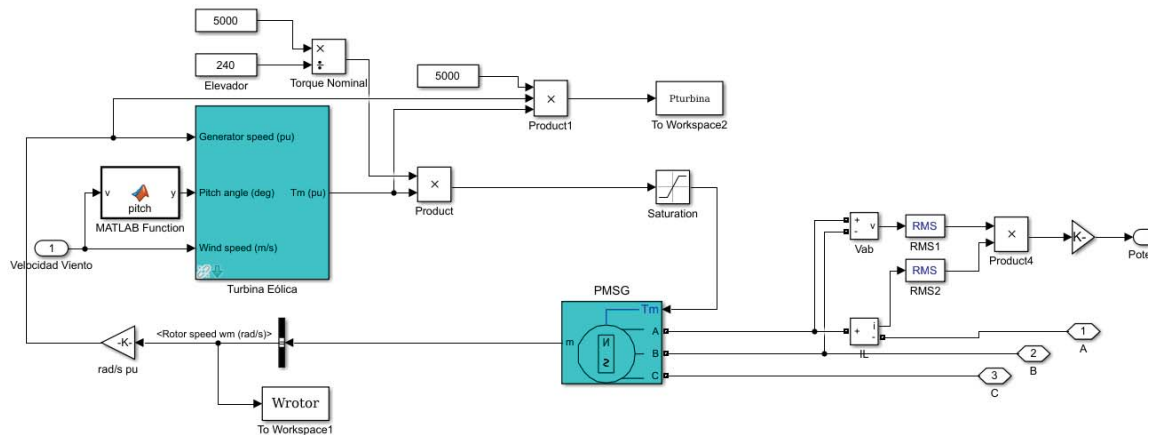 5000
×
÷
240
Elevador
Torque Nominal
5000
×
Product1
Pturbina
To Workspace2
Generator speed (pu)
Pitch angle (deg)
Wind speed (m/s)
Tm (pu)
Turbina Eólica
v
y
pitch
MATLAB Function
1
Velocidad Viento
×
Product
Saturation
+
-
v
Vab
RMS
RMS1
RMS
RMS2
×
Product4
-K-
Pote
PMSG
Tm
m
N
S
A
B
C
+
i
-
IL
1
A
2
B
3
C
<Rotor speed wm (rad/s)>
-K-
rad/s pu
Wrotor
To Workspace1